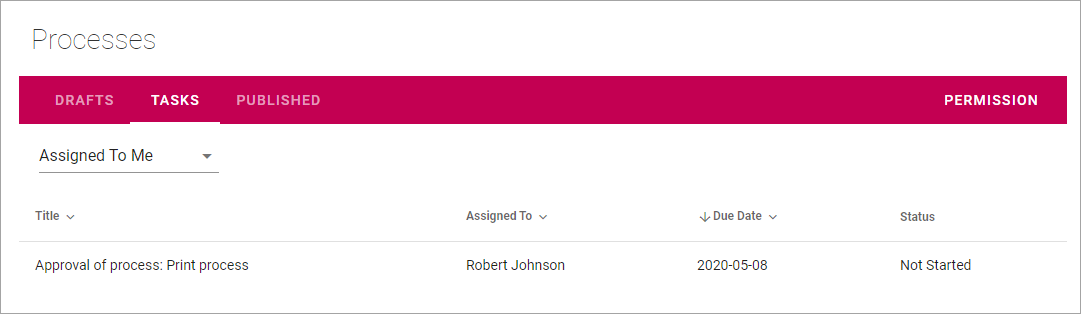 Processes
DRAFTS TASKS PUBLISHED PERMISSION
Assigned To Me
Title Assigned To Due Date Status
Approval of process: Print process Robert Johnson 2020-05-08 Not Started